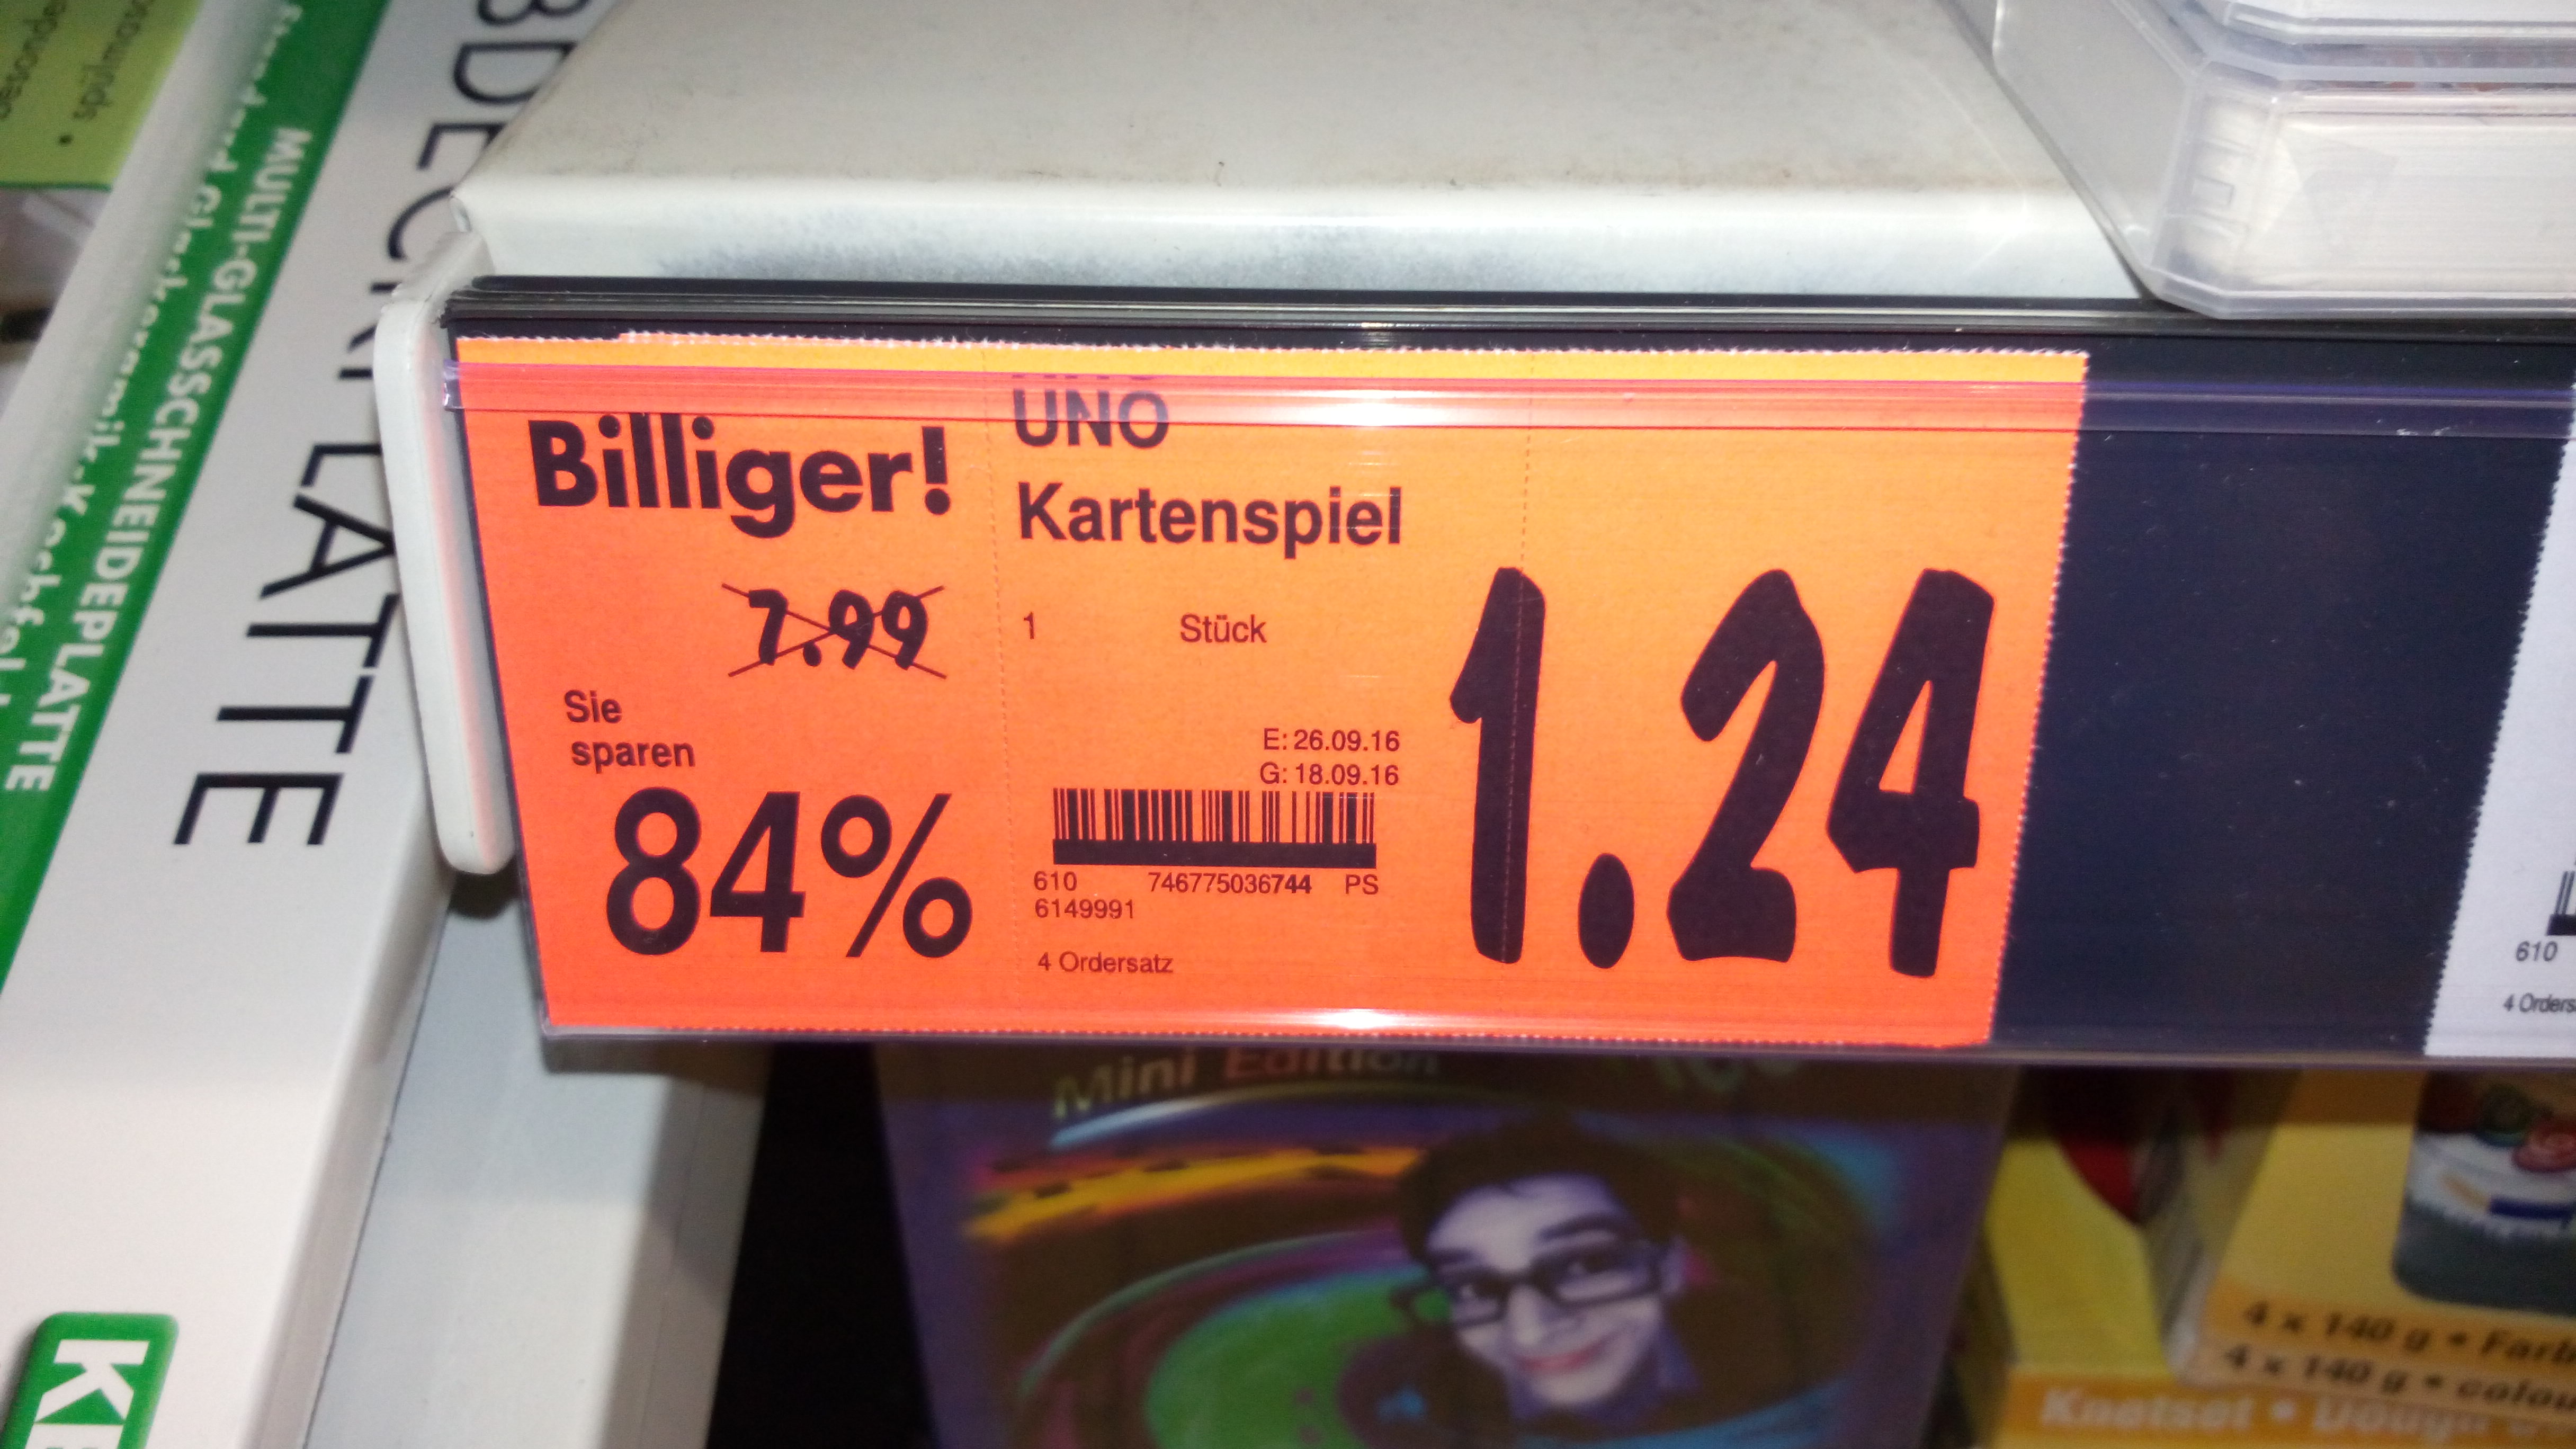 MULTI-GLASSCHNEIDEPLATTE
Billiger!
UNO
Kartenspiel
7.99
1 Stück
Sie
sparen
84%
E: 26.09.16
G: 18.09.16
610 746775036744 PS
6149991
4 Ordersatz
1.24
610
Mini Edition
4 x 140 g • Farb
4 x 140 g • colou
Knetset •